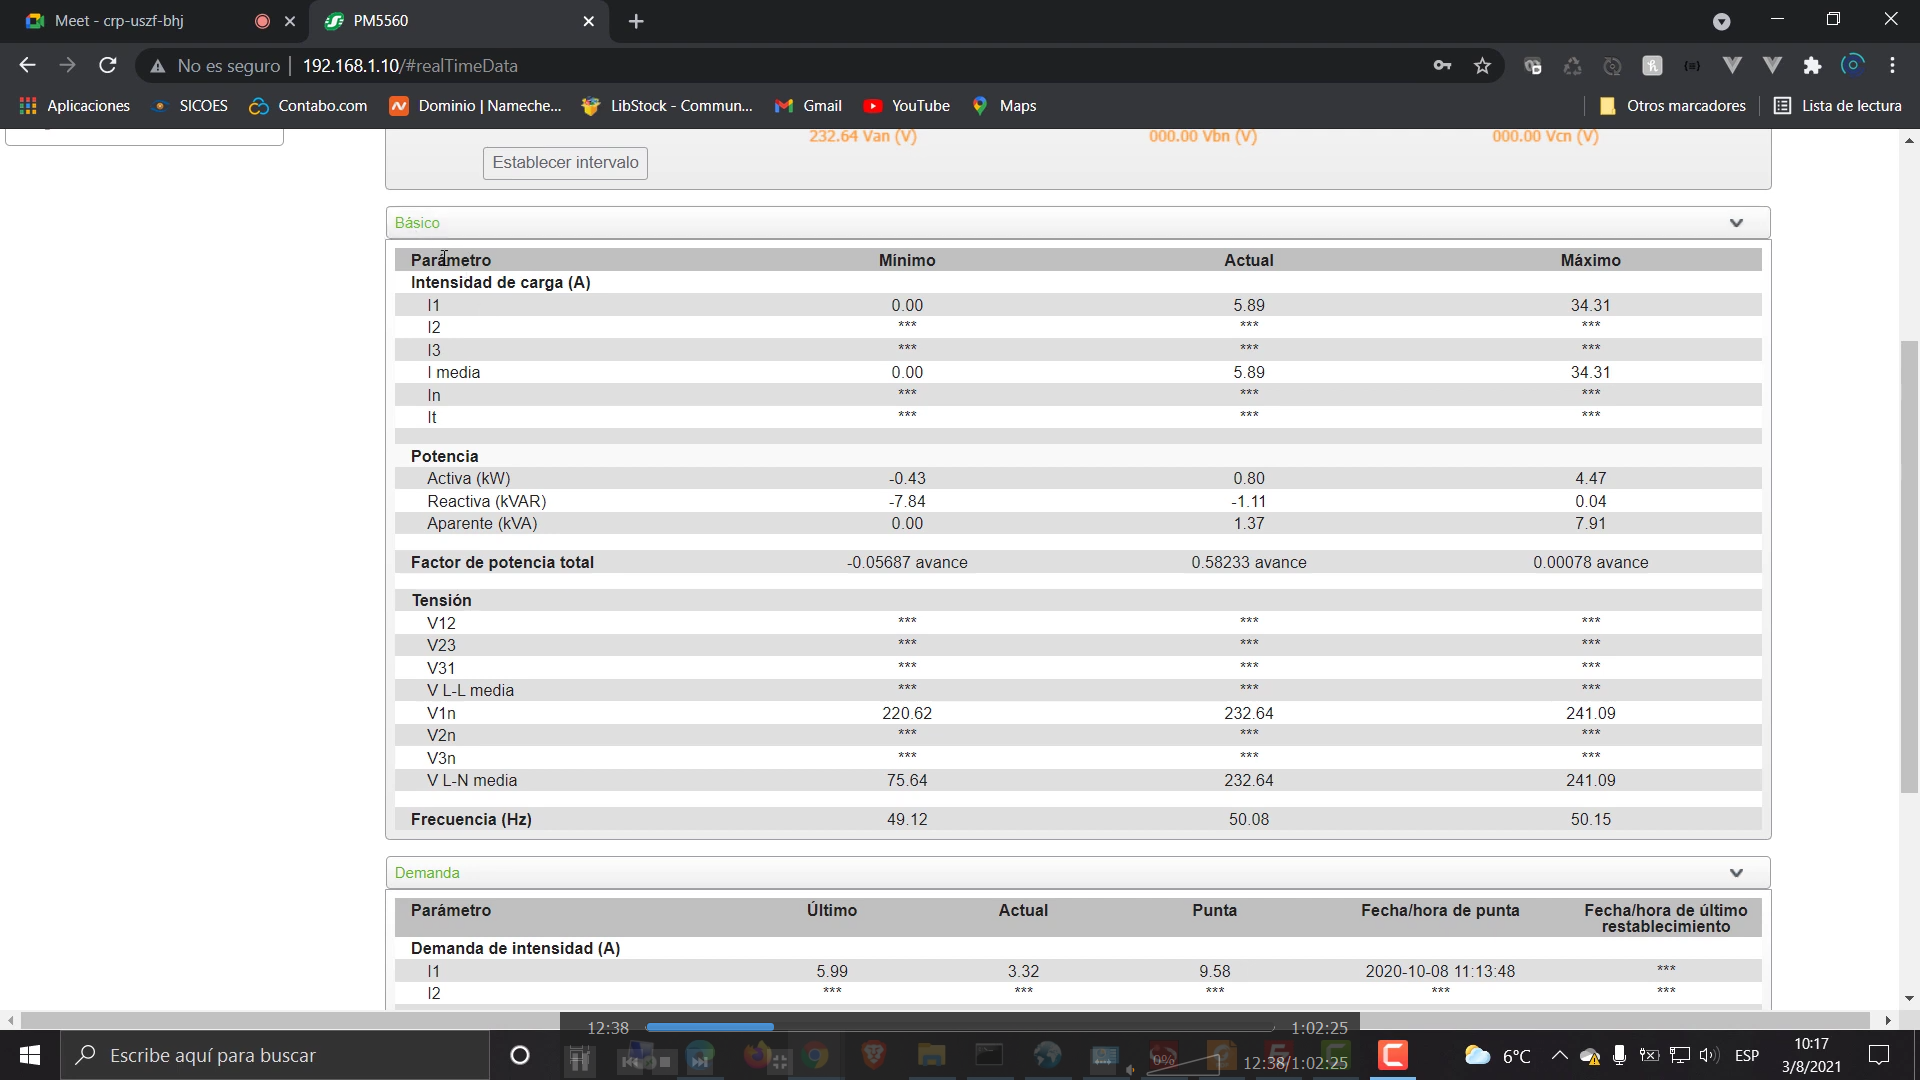 Meet - crp-uszf-bhj
PM5560
No es seguro | 192.168.1.10/#realTimeData
Aplicaciones SICOES Contabo.com Dominio | Nameche... LibStock - Commun... Gmail YouTube Maps Otros marcadores Lista de lectura
232.64 Van (V) 000.00 Vbn (V) 000.00 Vcn (V)
Establecer intervalo
Básico
Parámetro Mínimo Actual Máximo
Intensidad de carga (A)
I1 0.00 5.89 34.31
I2 *** *** ***
I3 *** *** ***
I media 0.00 5.89 34.31
In *** *** ***
It *** *** ***
Potencia
Activa (kW) -0.43 0.80 4.47
Reactiva (kVAR) -7.84 -1.11 0.04
Aparente (kVA) 0.00 1.37 7.91
Factor de potencia total -0.05687 avance 0.58233 avance 0.00078 avance
Tensión
V12 *** *** ***
V23 *** *** ***
V31 *** *** ***
V L-L media *** *** ***
V1n 220.62 232.64 241.09
V2n *** *** ***
V3n *** *** ***
V L-N media 75.64 232.64 241.09
Frecuencia (Hz) 49.12 50.08 50.15
Demanda
Parámetro Último Actual Punta Fecha/hora de punta Fecha/hora de último
restablecimiento
Demanda de intensidad (A)
I1 5.99 3.32 9.58 2020-10-08 11:13:48 ***
I2 *** *** *** *** ***
12:38 1:02:25
Escribe aquí para buscar
0% 12:38/1:02:25
6°C ESP
10:17
3/8/2021